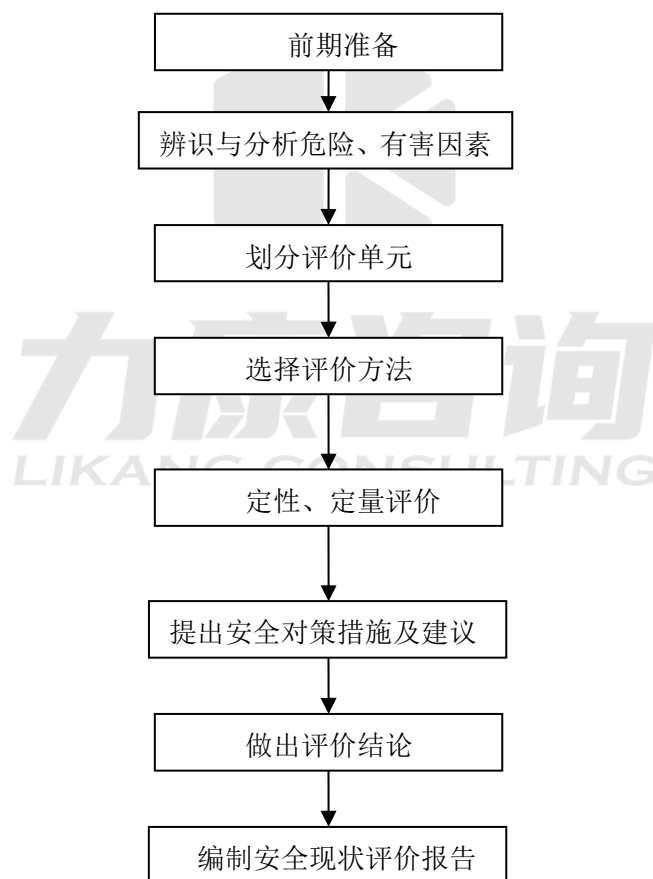 前期准备
辨识与分析危险、有害因素
划分评价单元
选择评价方法
力康咨询
LIKANG CONSULTING
定性、定量评价
提出安全对策措施及建议
做出评价结论
编制安全现状评价报告